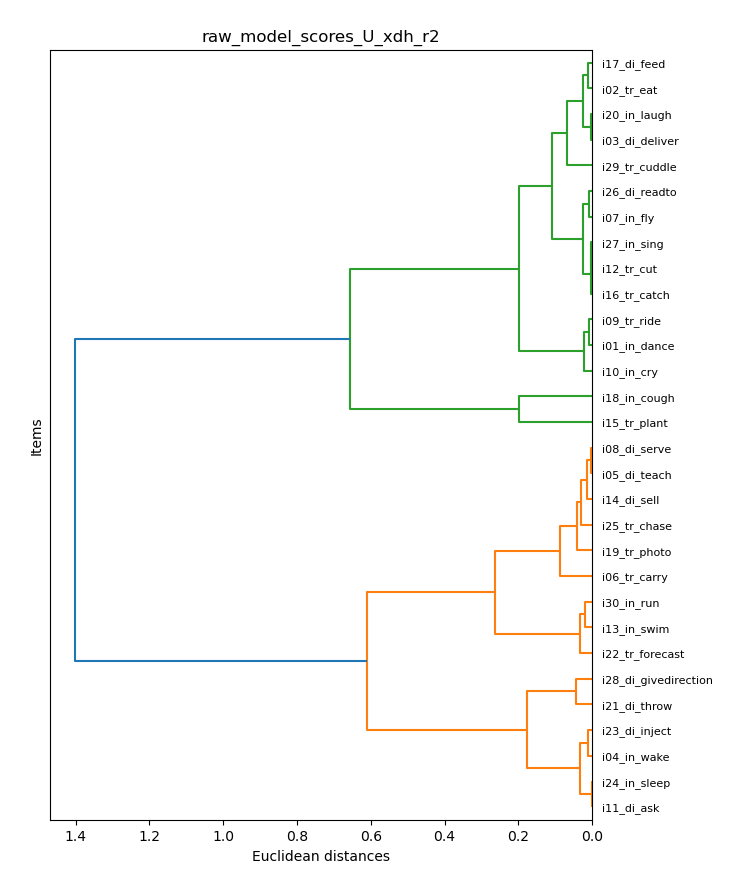 raw_model_scores_U_xdh_r2
i17_di_feed
i02_tr_eat
i20_in_laugh
i03_di_deliver
i29_tr_cuddle
i26_di_readto
i07_in_fly
i27_in_sing
i12_tr_cut
i16_tr_catch
i09_tr_ride
i01_in_dance
i10_in_cry
i18_in_cough
i15_tr_plant
i08_di_serve
i05_di_teach
i14_di_sell
i25_tr_chase
i19_tr_photo
i06_tr_carry
i30_in_run
i13_in_swim
i22_tr_forecast
i28_di_givedirection
i21_di_throw
i23_di_inject
i04_in_wake
i24_in_sleep
i11_di_ask
Items
1.4 1.2 1.0 0.8 0.6 0.4 0.2 0.0
Euclidean distances